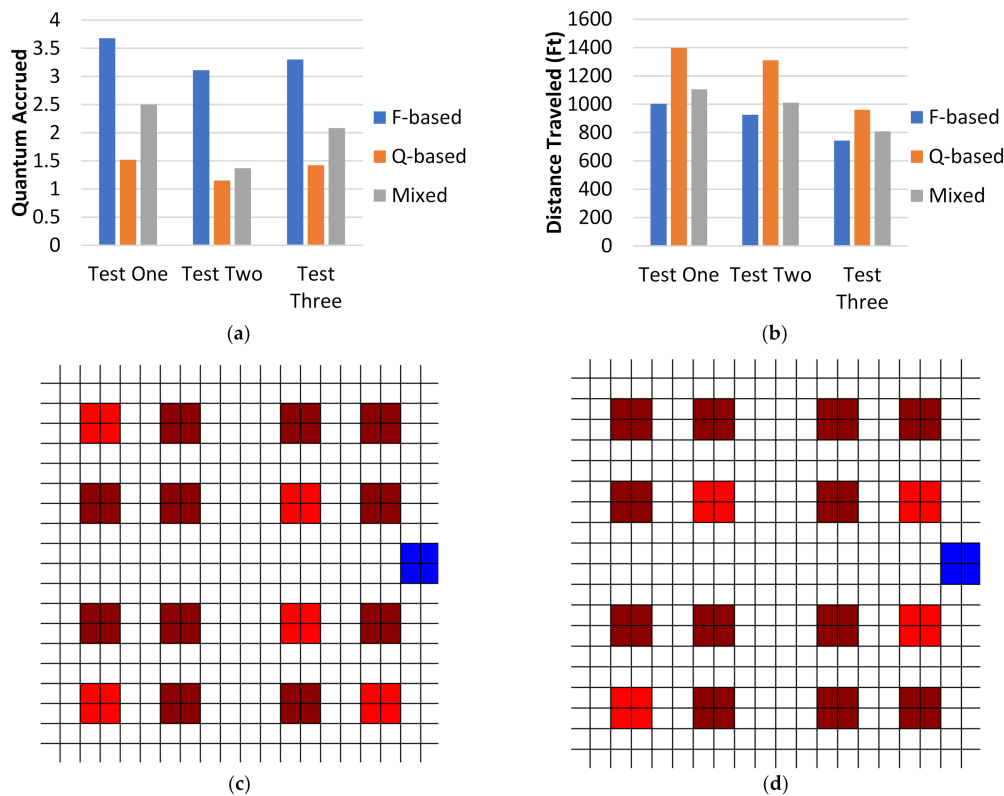 4
3.5
3
2.5
2
1.5
1
0.5
0
Quantum Accrued
Test One
Test Two
Test
Three
F-based
Q-based
Mixed
(a)
1600
1400
1200
1000
800
600
400
200
0
Distance Traveled (Ft)
Test One
Test Two
Test
Three
F-based
Q-based
Mixed
(b)
(c)
(d)